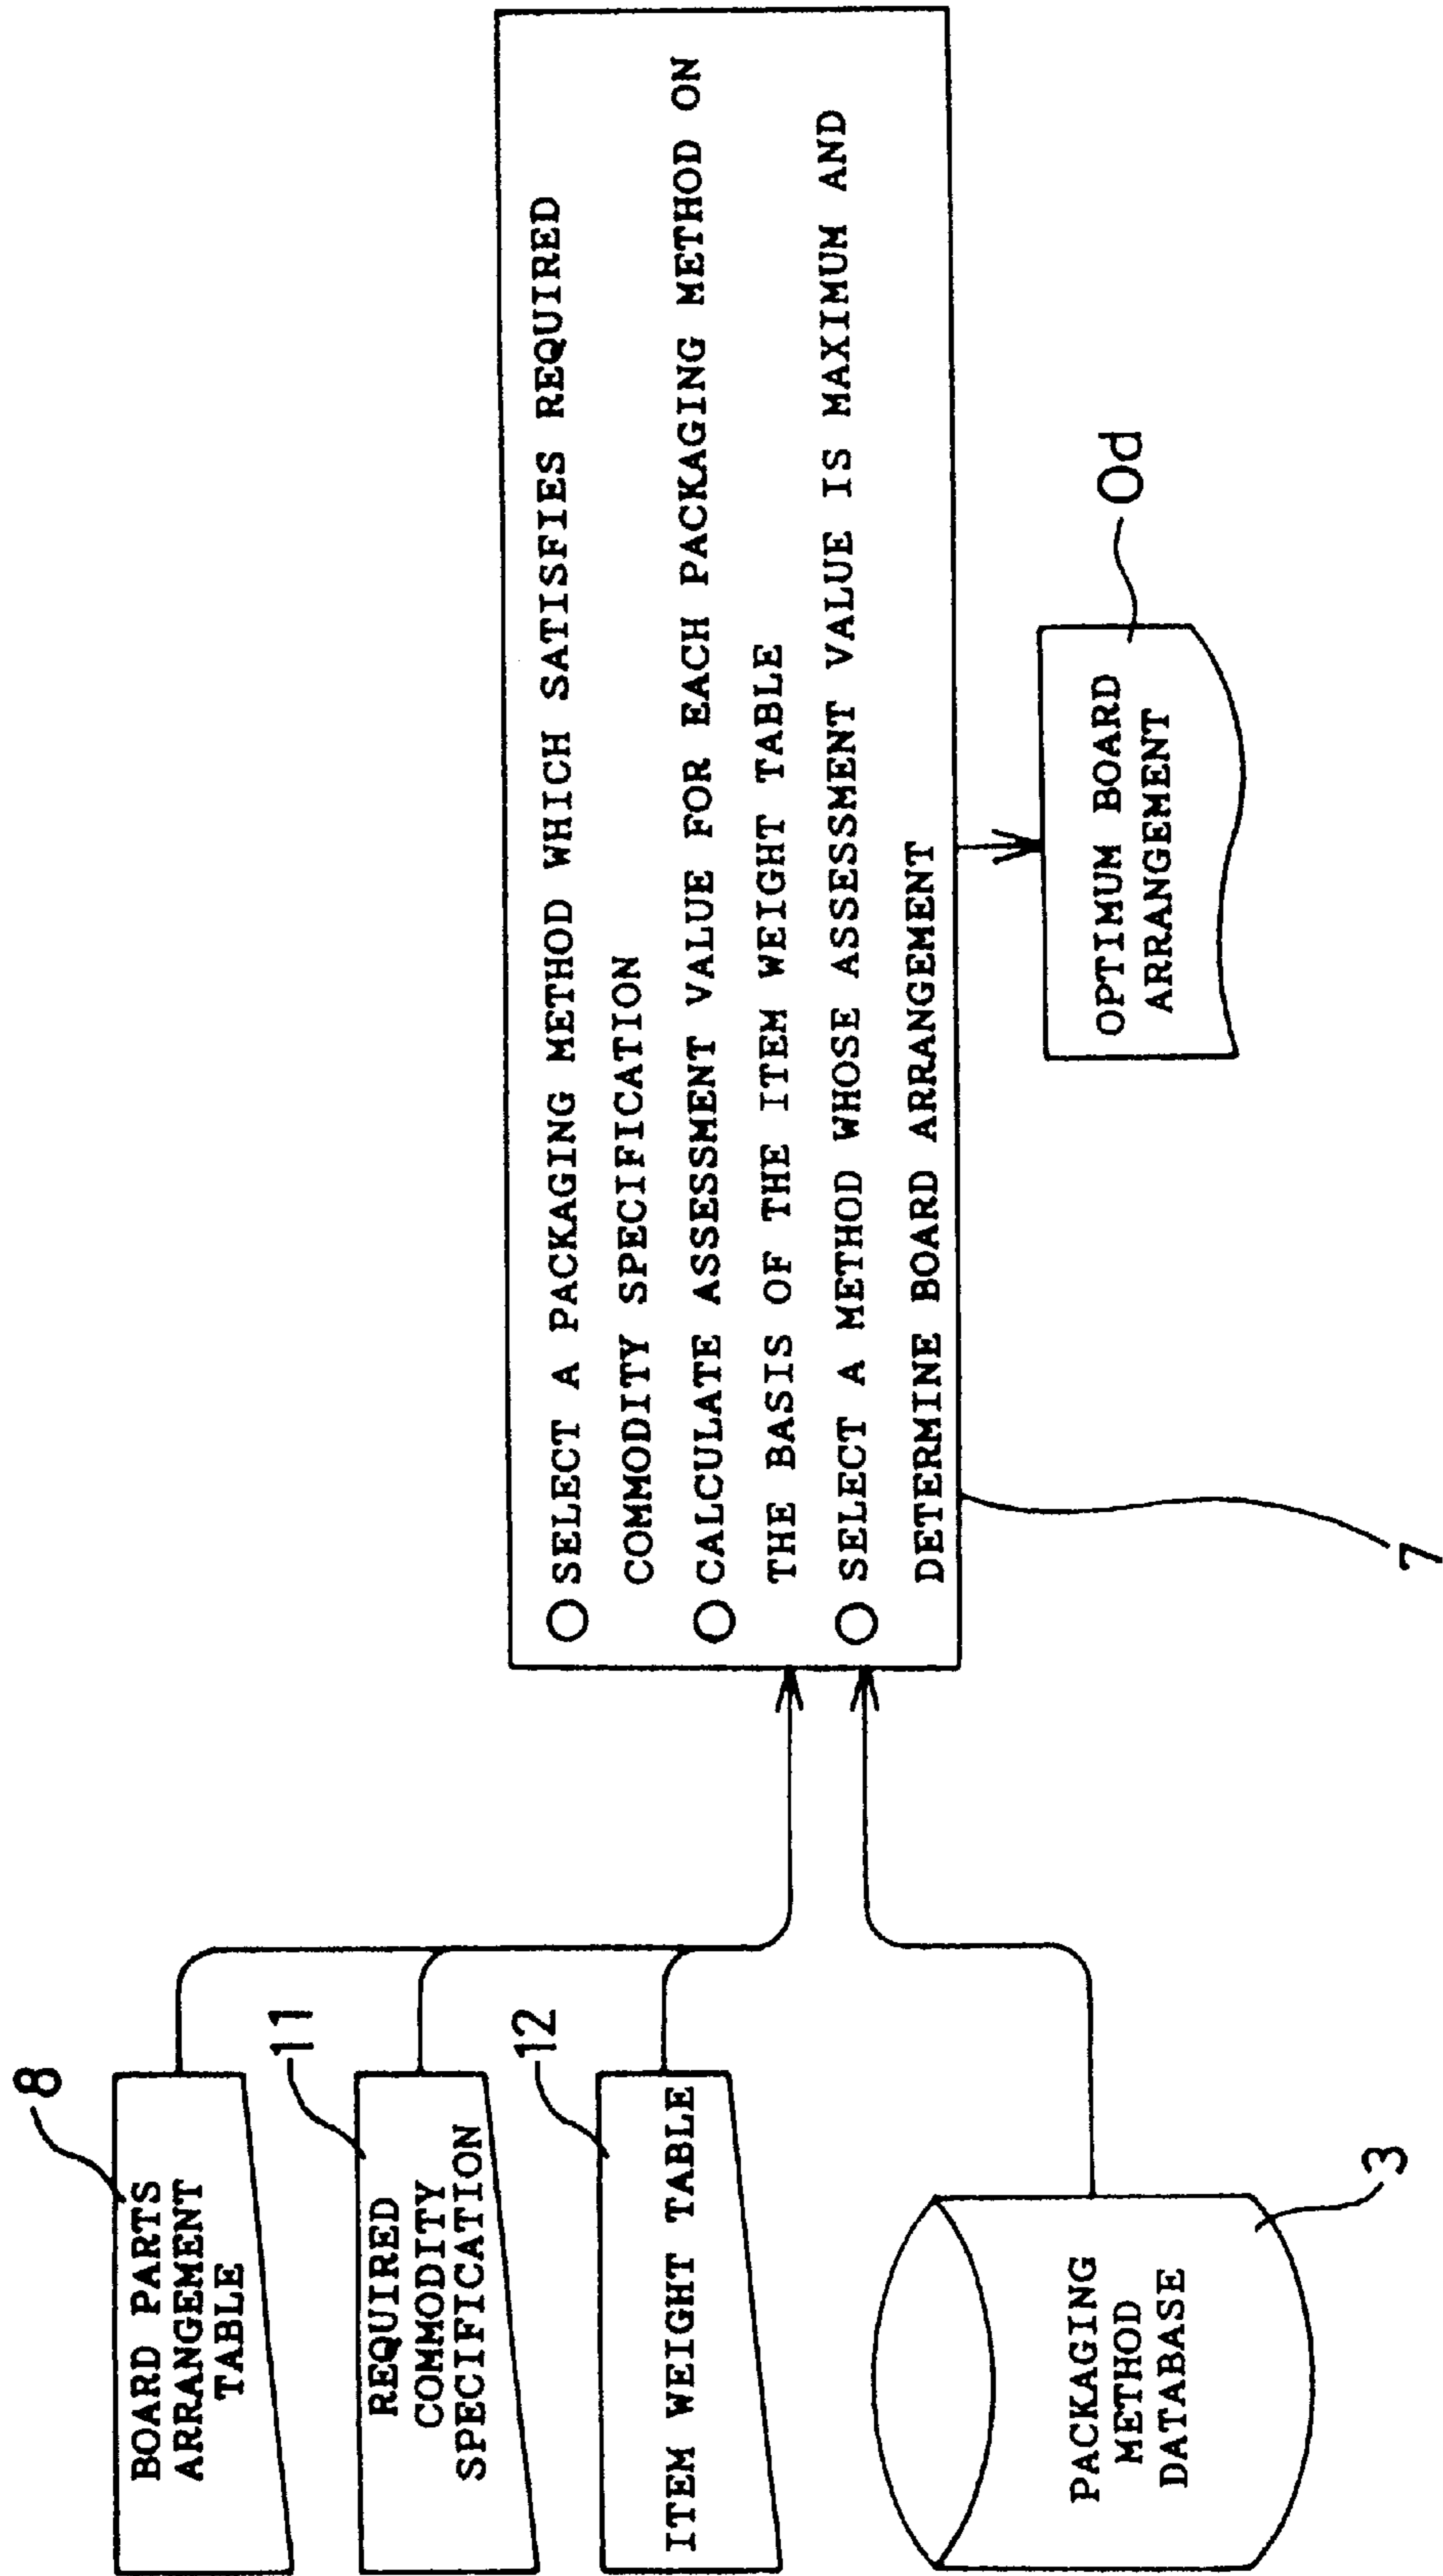 8
BOARD PARTS
ARRANGEMENT
TABLE
11
REQUIRED
COMMODITY
SPECIFICATION
12
ITEM WEIGHT TABLE
PACKAGING
METHOD
DATABASE
3
○ SELECT A PACKAGING METHOD WHICH SATISFIES REQUIRED
COMMODITY SPECIFICATION
○ CALCULATE ASSESSMENT VALUE FOR EACH PACKAGING METHOD ON
THE BASIS OF THE ITEM WEIGHT TABLE
○ SELECT A METHOD WHOSE ASSESSMENT VALUE IS MAXIMUM AND
DETERMINE BOARD ARRANGEMENT
7
OPTIMUM BOARD
ARRANGEMENT
Od